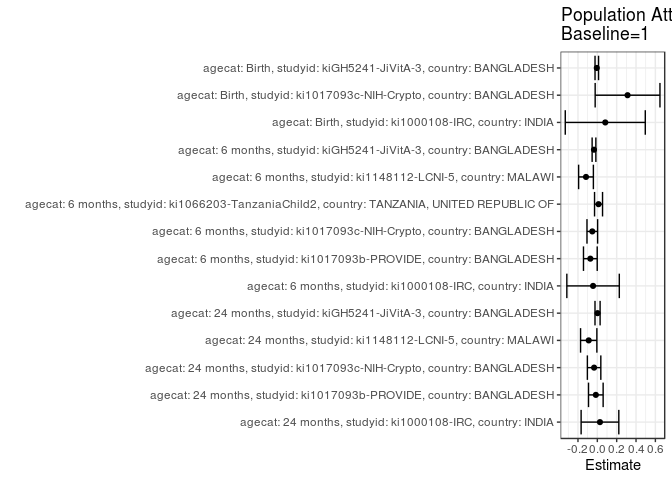 Population Att
Baseline=1
agecat: Birth, studyid: kiGH5241-JiVitA-3, country: BANGLADESH
agecat: Birth, studyid: ki1017093c-NIH-Crypto, country: BANGLADESH
agecat: Birth, studyid: ki1000108-IRC, country: INDIA
agecat: 6 months, studyid: kiGH5241-JiVitA-3, country: BANGLADESH
agecat: 6 months, studyid: ki1148112-LCNI-5, country: MALAWI
agecat: 6 months, studyid: ki1066203-TanzaniaChild2, country: TANZANIA, UNITED REPUBLIC OF
agecat: 6 months, studyid: ki1017093c-NIH-Crypto, country: BANGLADESH
agecat: 6 months, studyid: ki1017093b-PROVIDE, country: BANGLADESH
agecat: 6 months, studyid: ki1000108-IRC, country: INDIA
agecat: 24 months, studyid: kiGH5241-JiVitA-3, country: BANGLADESH
agecat: 24 months, studyid: ki1148112-LCNI-5, country: MALAWI
agecat: 24 months, studyid: ki1017093c-NIH-Crypto, country: BANGLADESH
agecat: 24 months, studyid: ki1017093b-PROVIDE, country: BANGLADESH
agecat: 24 months, studyid: ki1000108-IRC, country: INDIA
-0.2 0.0 0.2 0.4 0.6
Estimate